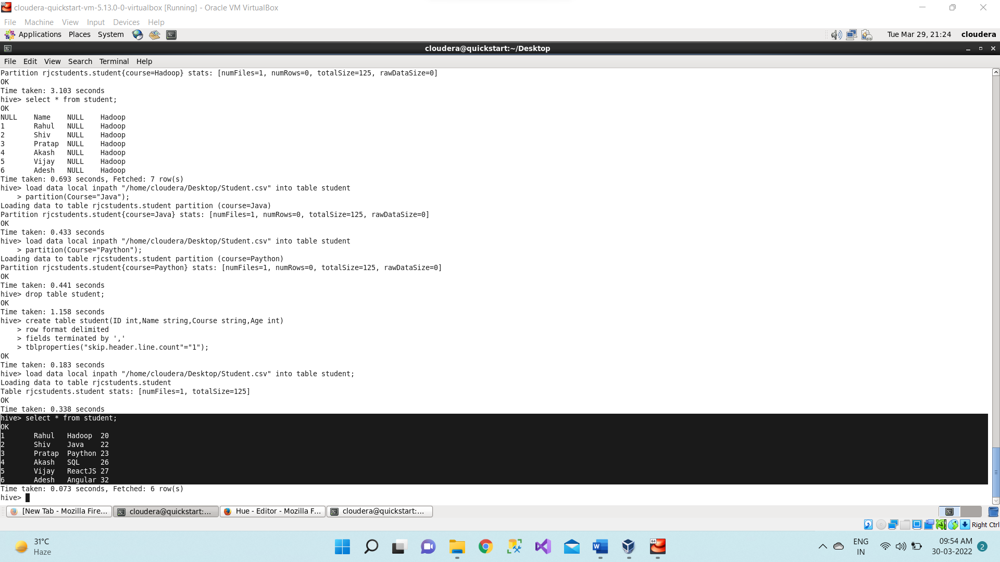 cloudera-quickstart-vm-5.13.0-0-virtualbox [Running] - Oracle VM VirtualBox
File Machine View Input Devices Help
Applications Places System Tue Mar 29, 21:24 cloudera
cloudera@quickstart:~/Desktop
File Edit View Search Terminal Help
Partition rjcstudents.student{course=Hadoop} stats: [numFiles=1, numRows=0, totalSize=125, rawDataSize=0]
OK
Time taken: 3.103 seconds
hive> select * from student;
OK
NULL Name NULL Hadoop
1 Rahul NULL Hadoop
2 Shiv NULL Hadoop
3 Pratap NULL Hadoop
4 Akash NULL Hadoop
5 Vijay NULL Hadoop
6 Adesh NULL Hadoop
Time taken: 0.693 seconds, Fetched: 7 row(s)
hive> load data local inpath "/home/cloudera/Desktop/Student.csv" into table student
> partition(Course="Java");
Loading data to table rjcstudents.student partition (course=Java)
Partition rjcstudents.student{course=Java} stats: [numFiles=1, numRows=0, totalSize=125, rawDataSize=0]
OK
Time taken: 0.433 seconds
hive> load data local inpath "/home/cloudera/Desktop/Student.csv" into table student
> partition(Course="Paython");
Loading data to table rjcstudents.student partition (course=Paython)
Partition rjcstudents.student{course=Paython} stats: [numFiles=1, numRows=0, totalSize=125, rawDataSize=0]
OK
Time taken: 0.441 seconds
hive> drop table student;
OK
Time taken: 1.158 seconds
hive> create table student(ID int,Name string,Course string,Age int)
> row format delimited
> fields terminated by ','
> tblproperties("skip.header.line.count"="1");
OK
Time taken: 0.183 seconds
hive> load data local inpath "/home/cloudera/Desktop/Student.csv" into table student;
Loading data to table rjcstudents.student
Table rjcstudents.student stats: [numFiles=1, totalSize=125]
OK
Time taken: 0.338 seconds
hive> select * from student;
OK
1 Rahul Hadoop 20
2 Shiv Java 22
3 Pratap Paython 23
4 Akash SQL 26
5 Vijay ReactJS 27
6 Adesh Angular 32
Time taken: 0.073 seconds, Fetched: 6 row(s)
hive>
[New Tab - Mozilla Fire... cloudera@quickstart:... Hue - Editor - Mozilla F... cloudera@quickstart:...
Right Ctrl
31°C
Haze
ENG
IN
09:54 AM
30-03-2022
2